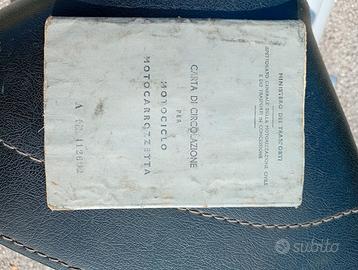 MINISTERO DEI TRASPORTI
ISPETTORATO GENERALE DELLA MOTORIZZAZIONE CIVILE
E DEI TRASPORTI IN CONCESSIONE
CARTA DI CIRCOLAZIONE
PER
MOTOCICLO
MOTOCARROZZETTA
A
subito